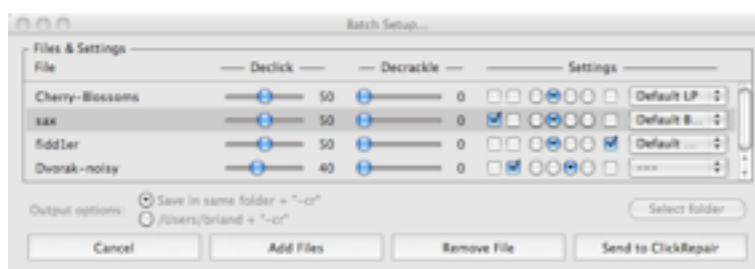 Batch Setup...
Files & Settings
File Declick Decrackle Settings
Cherry-Blossoms 50 0 Default LP
sax 50 0 Default B...
fiddler 50 0 Default ...
Dvorak-noisy 40 0 ---
Output options: Save in same folder + "-cr"
/Users/briand + "-cr"
Select folder
Cancel Add Files Remove File Send to ClickRepair